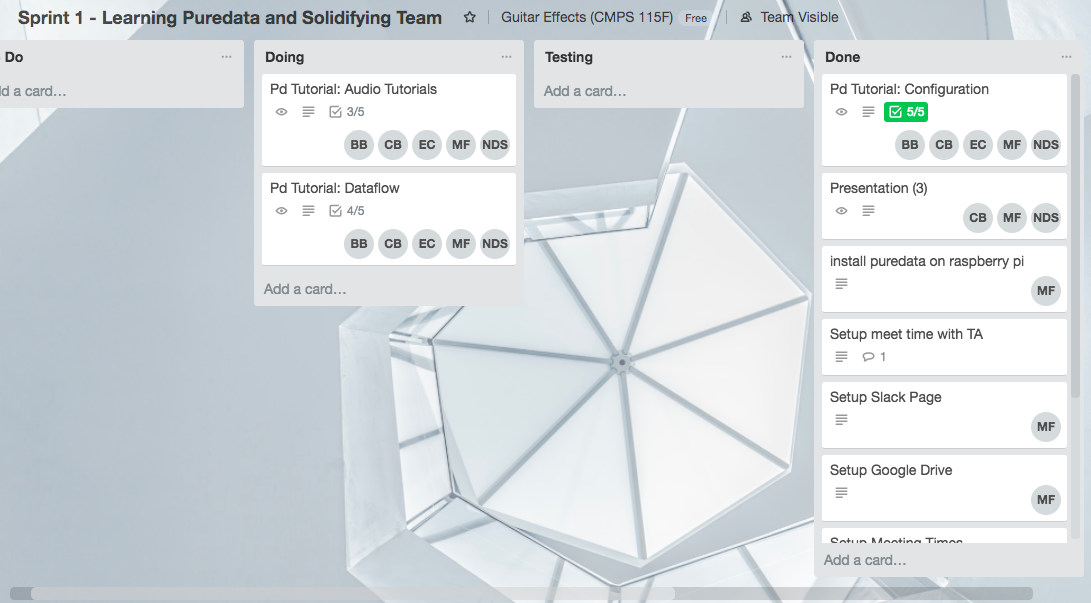 Sprint 1 - Learning Puredata and Solidifying Team
Guitar Effects (CMPS 115F) Free
Team Visible
Do
d a card…
Doing
Pd Tutorial: Audio Tutorials
3/5
BB CB EC MF NDS
Pd Tutorial: Dataflow
4/5
BB CB EC MF NDS
Add a card…
Testing
Add a card…
Done
Pd Tutorial: Configuration
5/5
BB CB EC MF NDS
Presentation (3)
CB MF NDS
install puredata on raspberry pi
MF
Setup meet time with TA
1
Setup Slack Page
MF
Setup Google Drive
MF
Setup Meeting Times
Add a card…